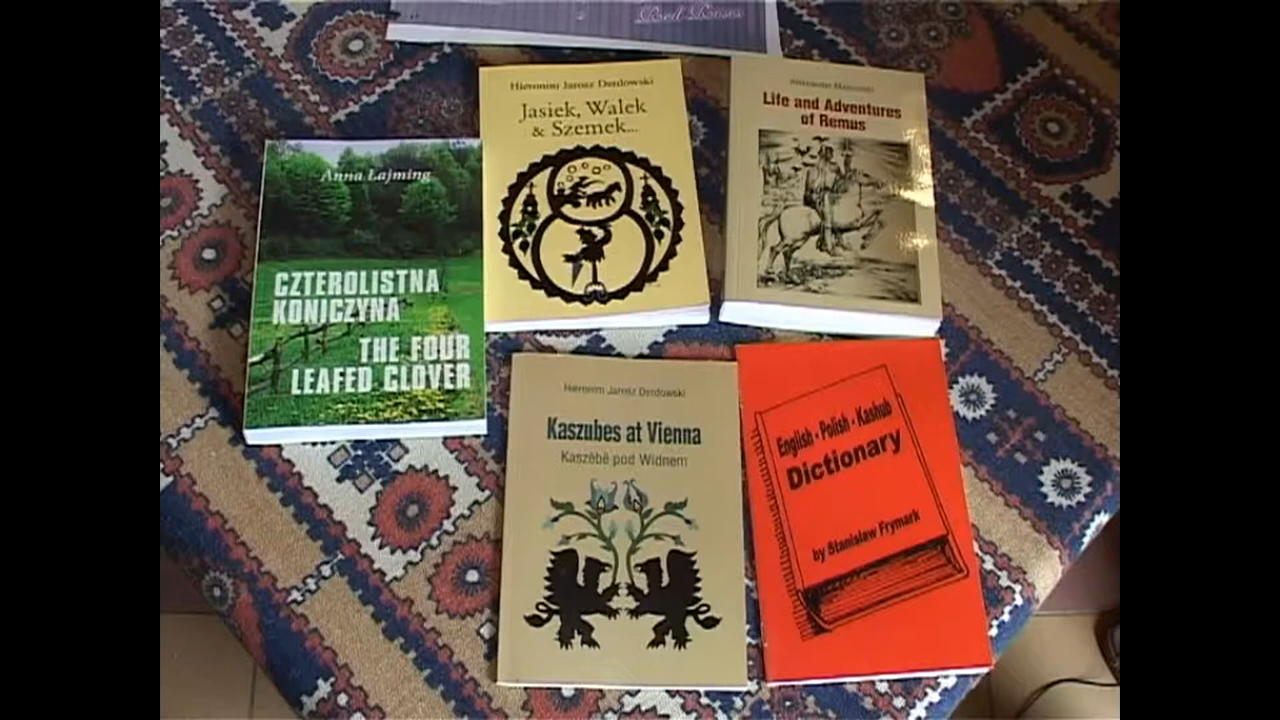 Hieronim Jarosz Derdowski
Jasiek, Walek
& Szemek...
Life and Adventures
of Remus
Anna Łajming
CZTEROLISTNA
KONICZYNA
THE FOUR
LEAFED CLOVER
Hieronim Jarosz Derdowski
Kaszubes at Vienna
Kaszëbë pod Widnem
English - Polish - Kashub
Dictionary
by Stanisław Frymark